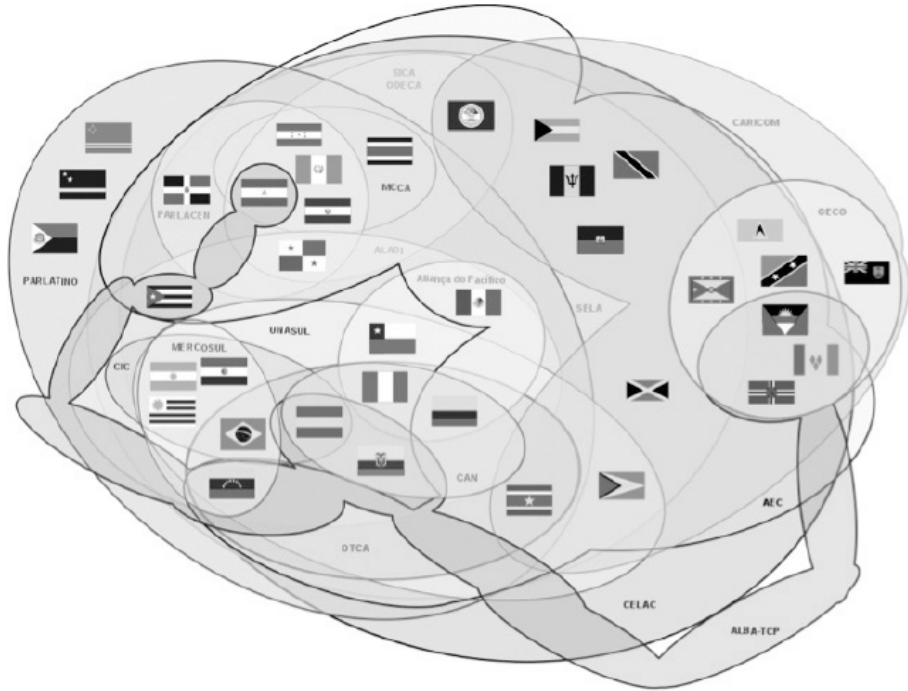 SICA
ODECA
CARICOM
MCCA
PARLACEN
OECO
ALADI
Aliança do Pacífico
PARLATINO
SELA
UNASUL
MERCOSUL
CIC
CAN
AEC
OTCA
CELAC
ALBA-TCP